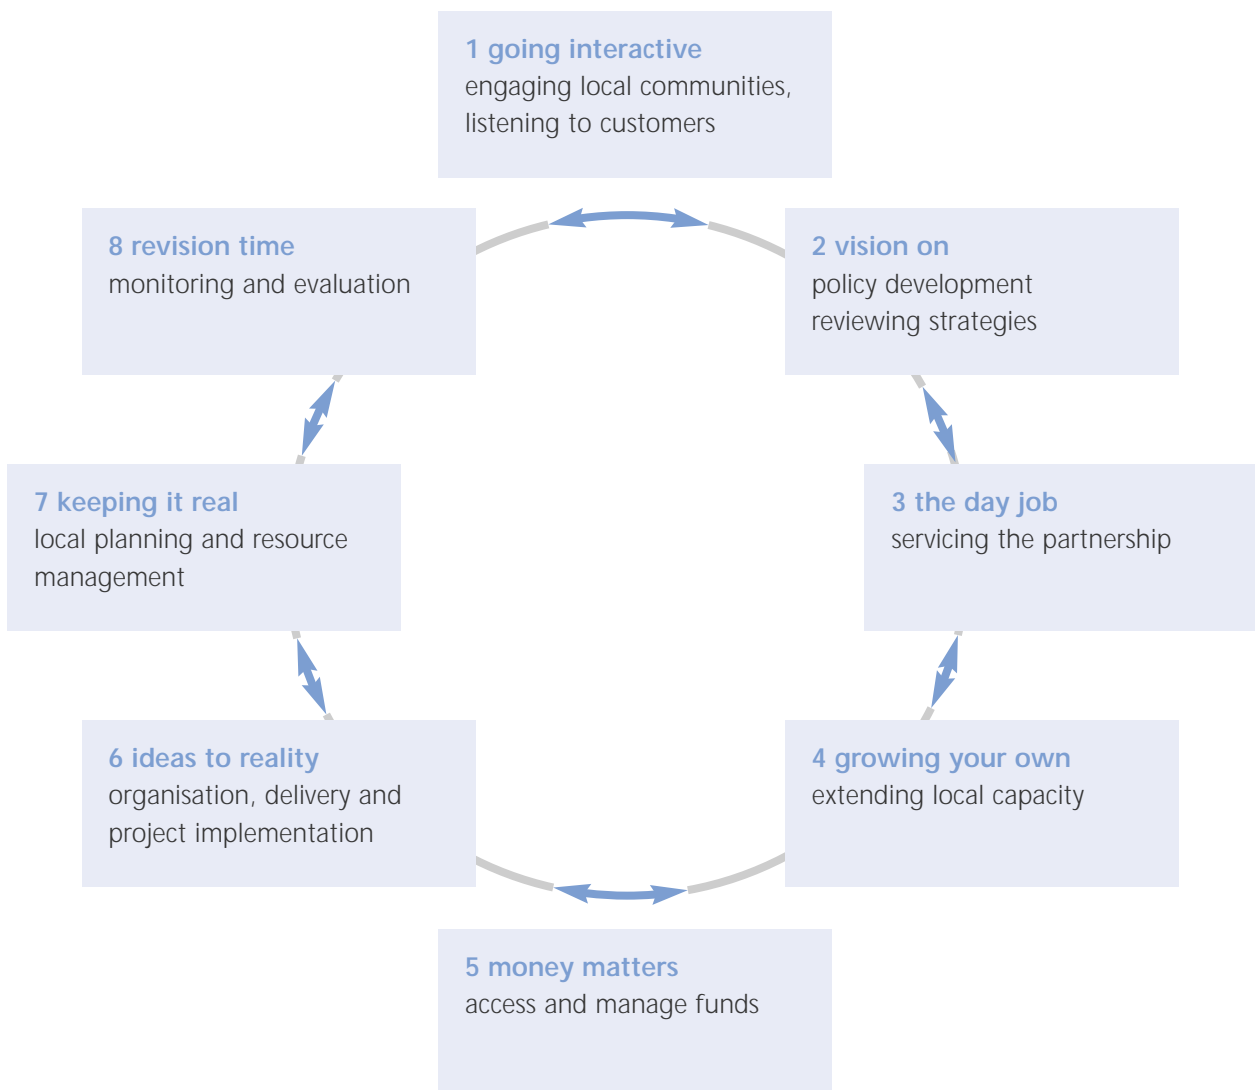 1 going interactive
engaging local communities,
listening to customers
2 vision on
policy development
reviewing strategies
3 the day job
servicing the partnership
4 growing your own
extending local capacity
5 money matters
access and manage funds
6 ideas to reality
organisation, delivery and
project implementation
7 keeping it real
local planning and resource
management
8 revision time
monitoring and evaluation